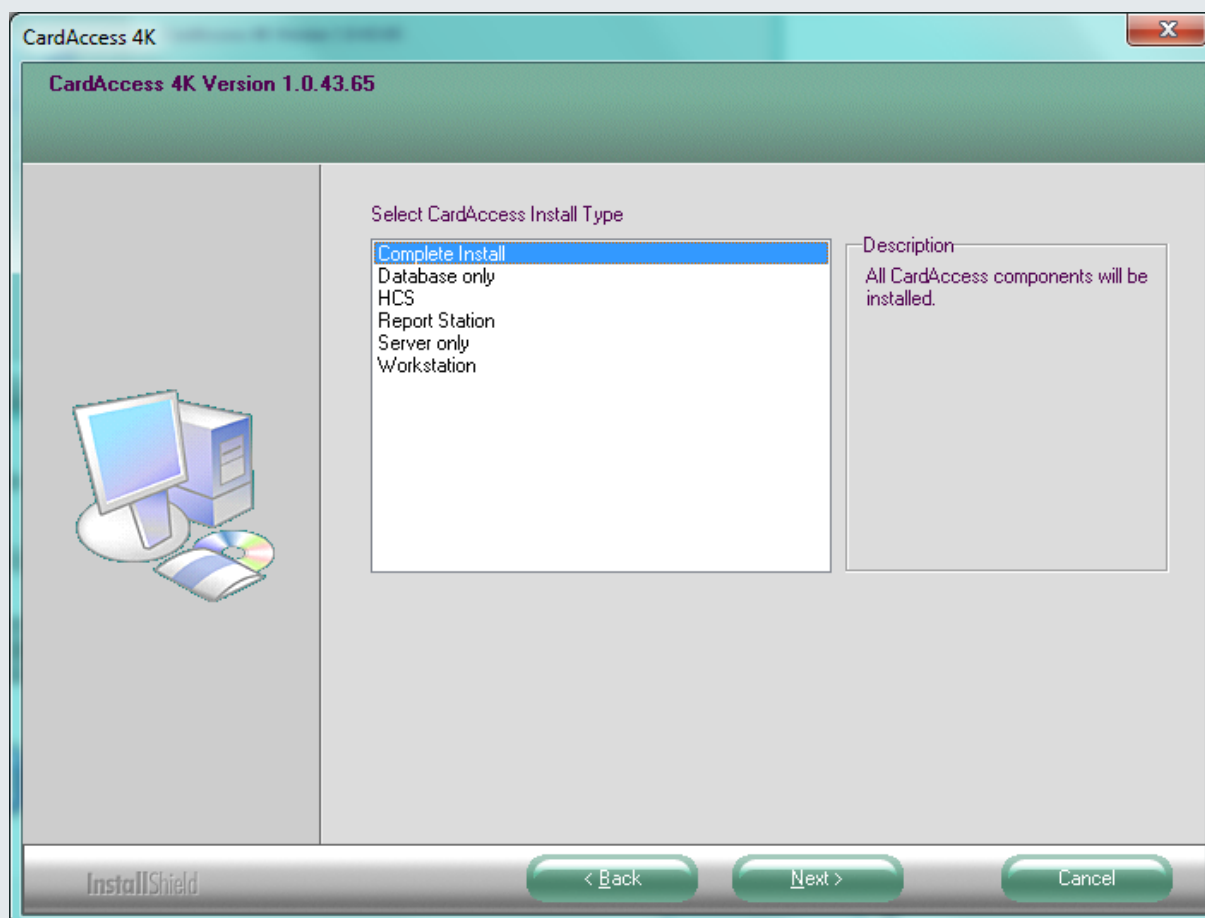 CardAccess 4K
CardAccess 4K Version 1.0.43.65
Select CardAccess Install Type
Complete Install
Database only
HCS
Report Station
Server only
Workstation
Description
All CardAccess components will be
installed.
InstallShield
< Back
Next >
Cancel